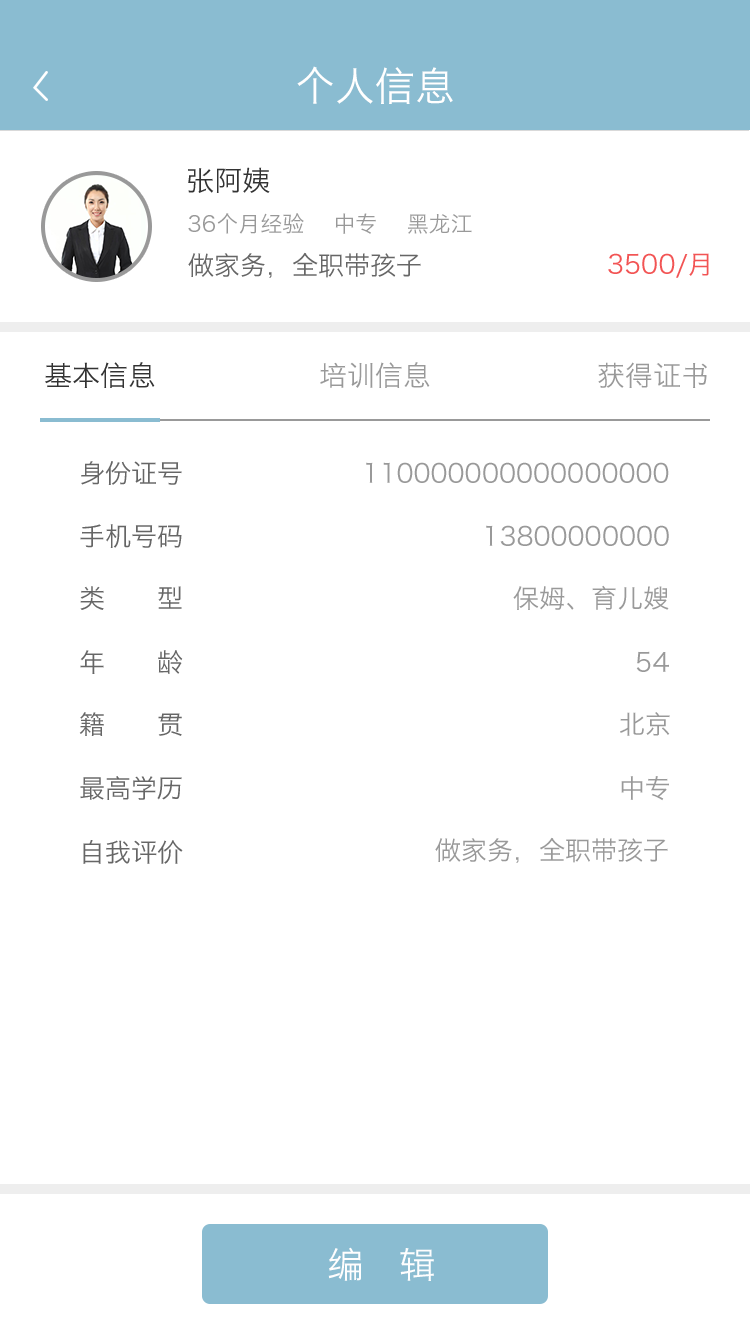 个人信息
张阿姨
36个月经验 中专 黑龙江
做家务，全职带孩子 3500/月
基本信息 培训信息 获得证书
身份证号 110000000000000000
手机号码 13800000000
类 型 保姆、育儿嫂
年 龄 54
籍 贯 北京
最高学历 中专
自我评价 做家务，全职带孩子
编 辑